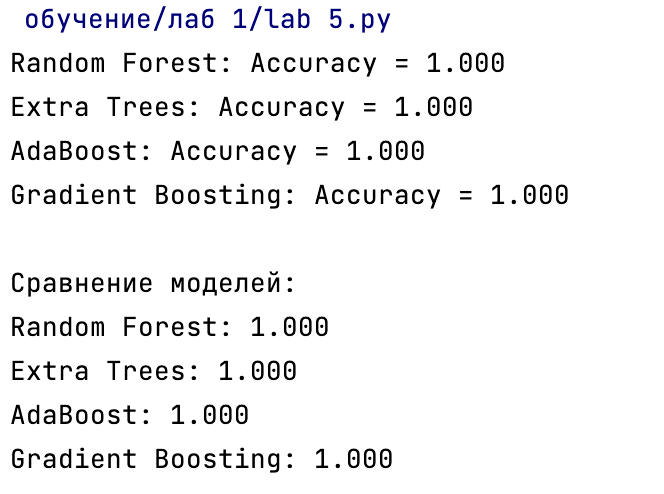 обучение/лаб 1/lab 5.py
Random Forest: Accuracy = 1.000
Extra Trees: Accuracy = 1.000
AdaBoost: Accuracy = 1.000
Gradient Boosting: Accuracy = 1.000
Сравнение моделей:
Random Forest: 1.000
Extra Trees: 1.000
AdaBoost: 1.000
Gradient Boosting: 1.000